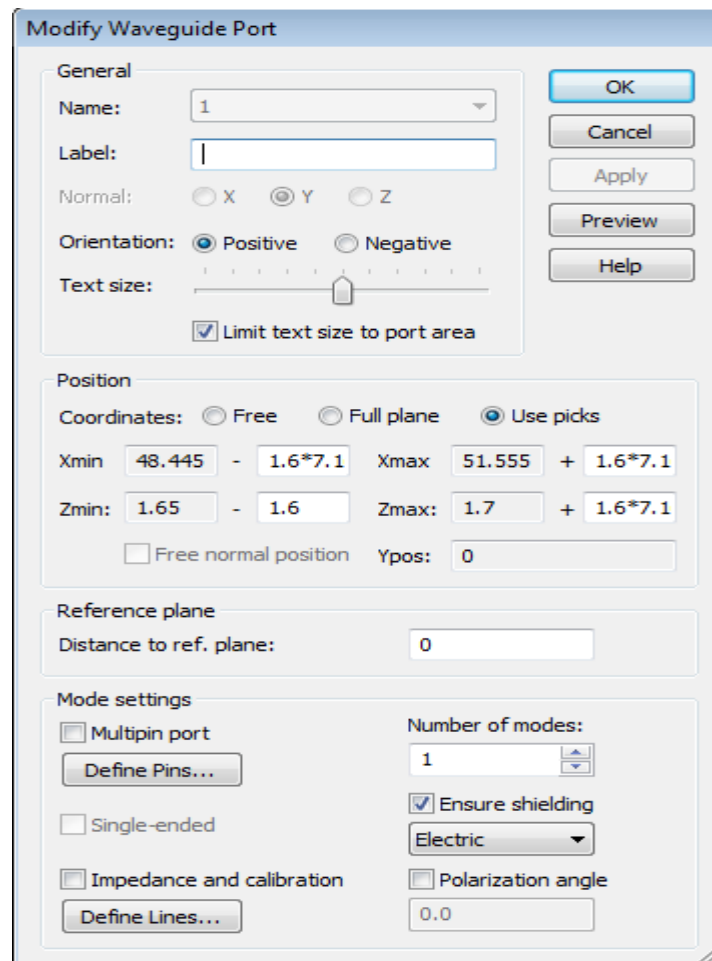 Modify Waveguide Port
General
Name: 1
Label:
Normal: X Y Z
Orientation: Positive Negative
Text size:
Limit text size to port area
OK
Cancel
Apply
Preview
Help
Position
Coordinates: Free Full plane Use picks
Xmin 48.445 - 1.6*7.1 Xmax 51.555 + 1.6*7.1
Zmin: 1.65 - 1.6 Zmax: 1.7 + 1.6*7.1
Free normal position Ypos: 0
Reference plane
Distance to ref. plane: 0
Mode settings
Multipin port
Define Pins...
Single-ended
Impedance and calibration
Define Lines...
Number of modes:
1
Ensure shielding
Electric
Polarization angle
0.0